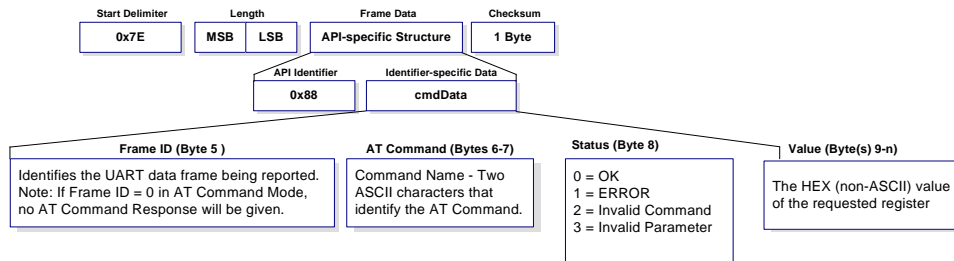 Start Delimiter
Length
Frame Data
Checksum
0x7E
MSB
LSB
API-specific Structure
1 Byte
API Identifier
Identifier-specific Data
0x88
cmdData
Frame ID (Byte 5 )
AT Command (Bytes 6-7)
Status (Byte 8)
Value (Byte(s) 9-n)
Identifies the UART data frame being reported.
Note: If Frame ID = 0 in AT Command Mode,
no AT Command Response will be given.
Command Name - Two
ASCII characters that
identify the AT Command.
0 = OK
1 = ERROR
2 = Invalid Command
3 = Invalid Parameter
The HEX (non-ASCII) value
of the requested register